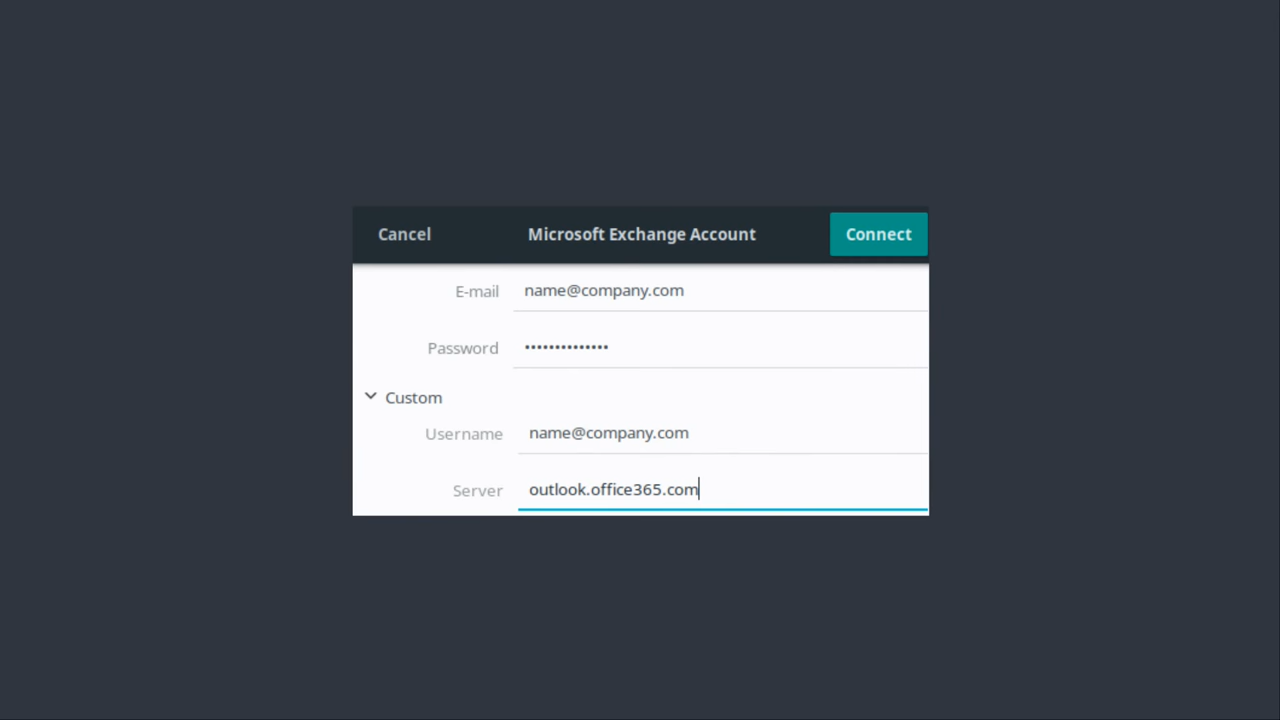 Cancel Microsoft Exchange Account Connect
E-mail name@company.com
Password ••••••••••••••
Custom
Username name@company.com
Server outlook.office365.com